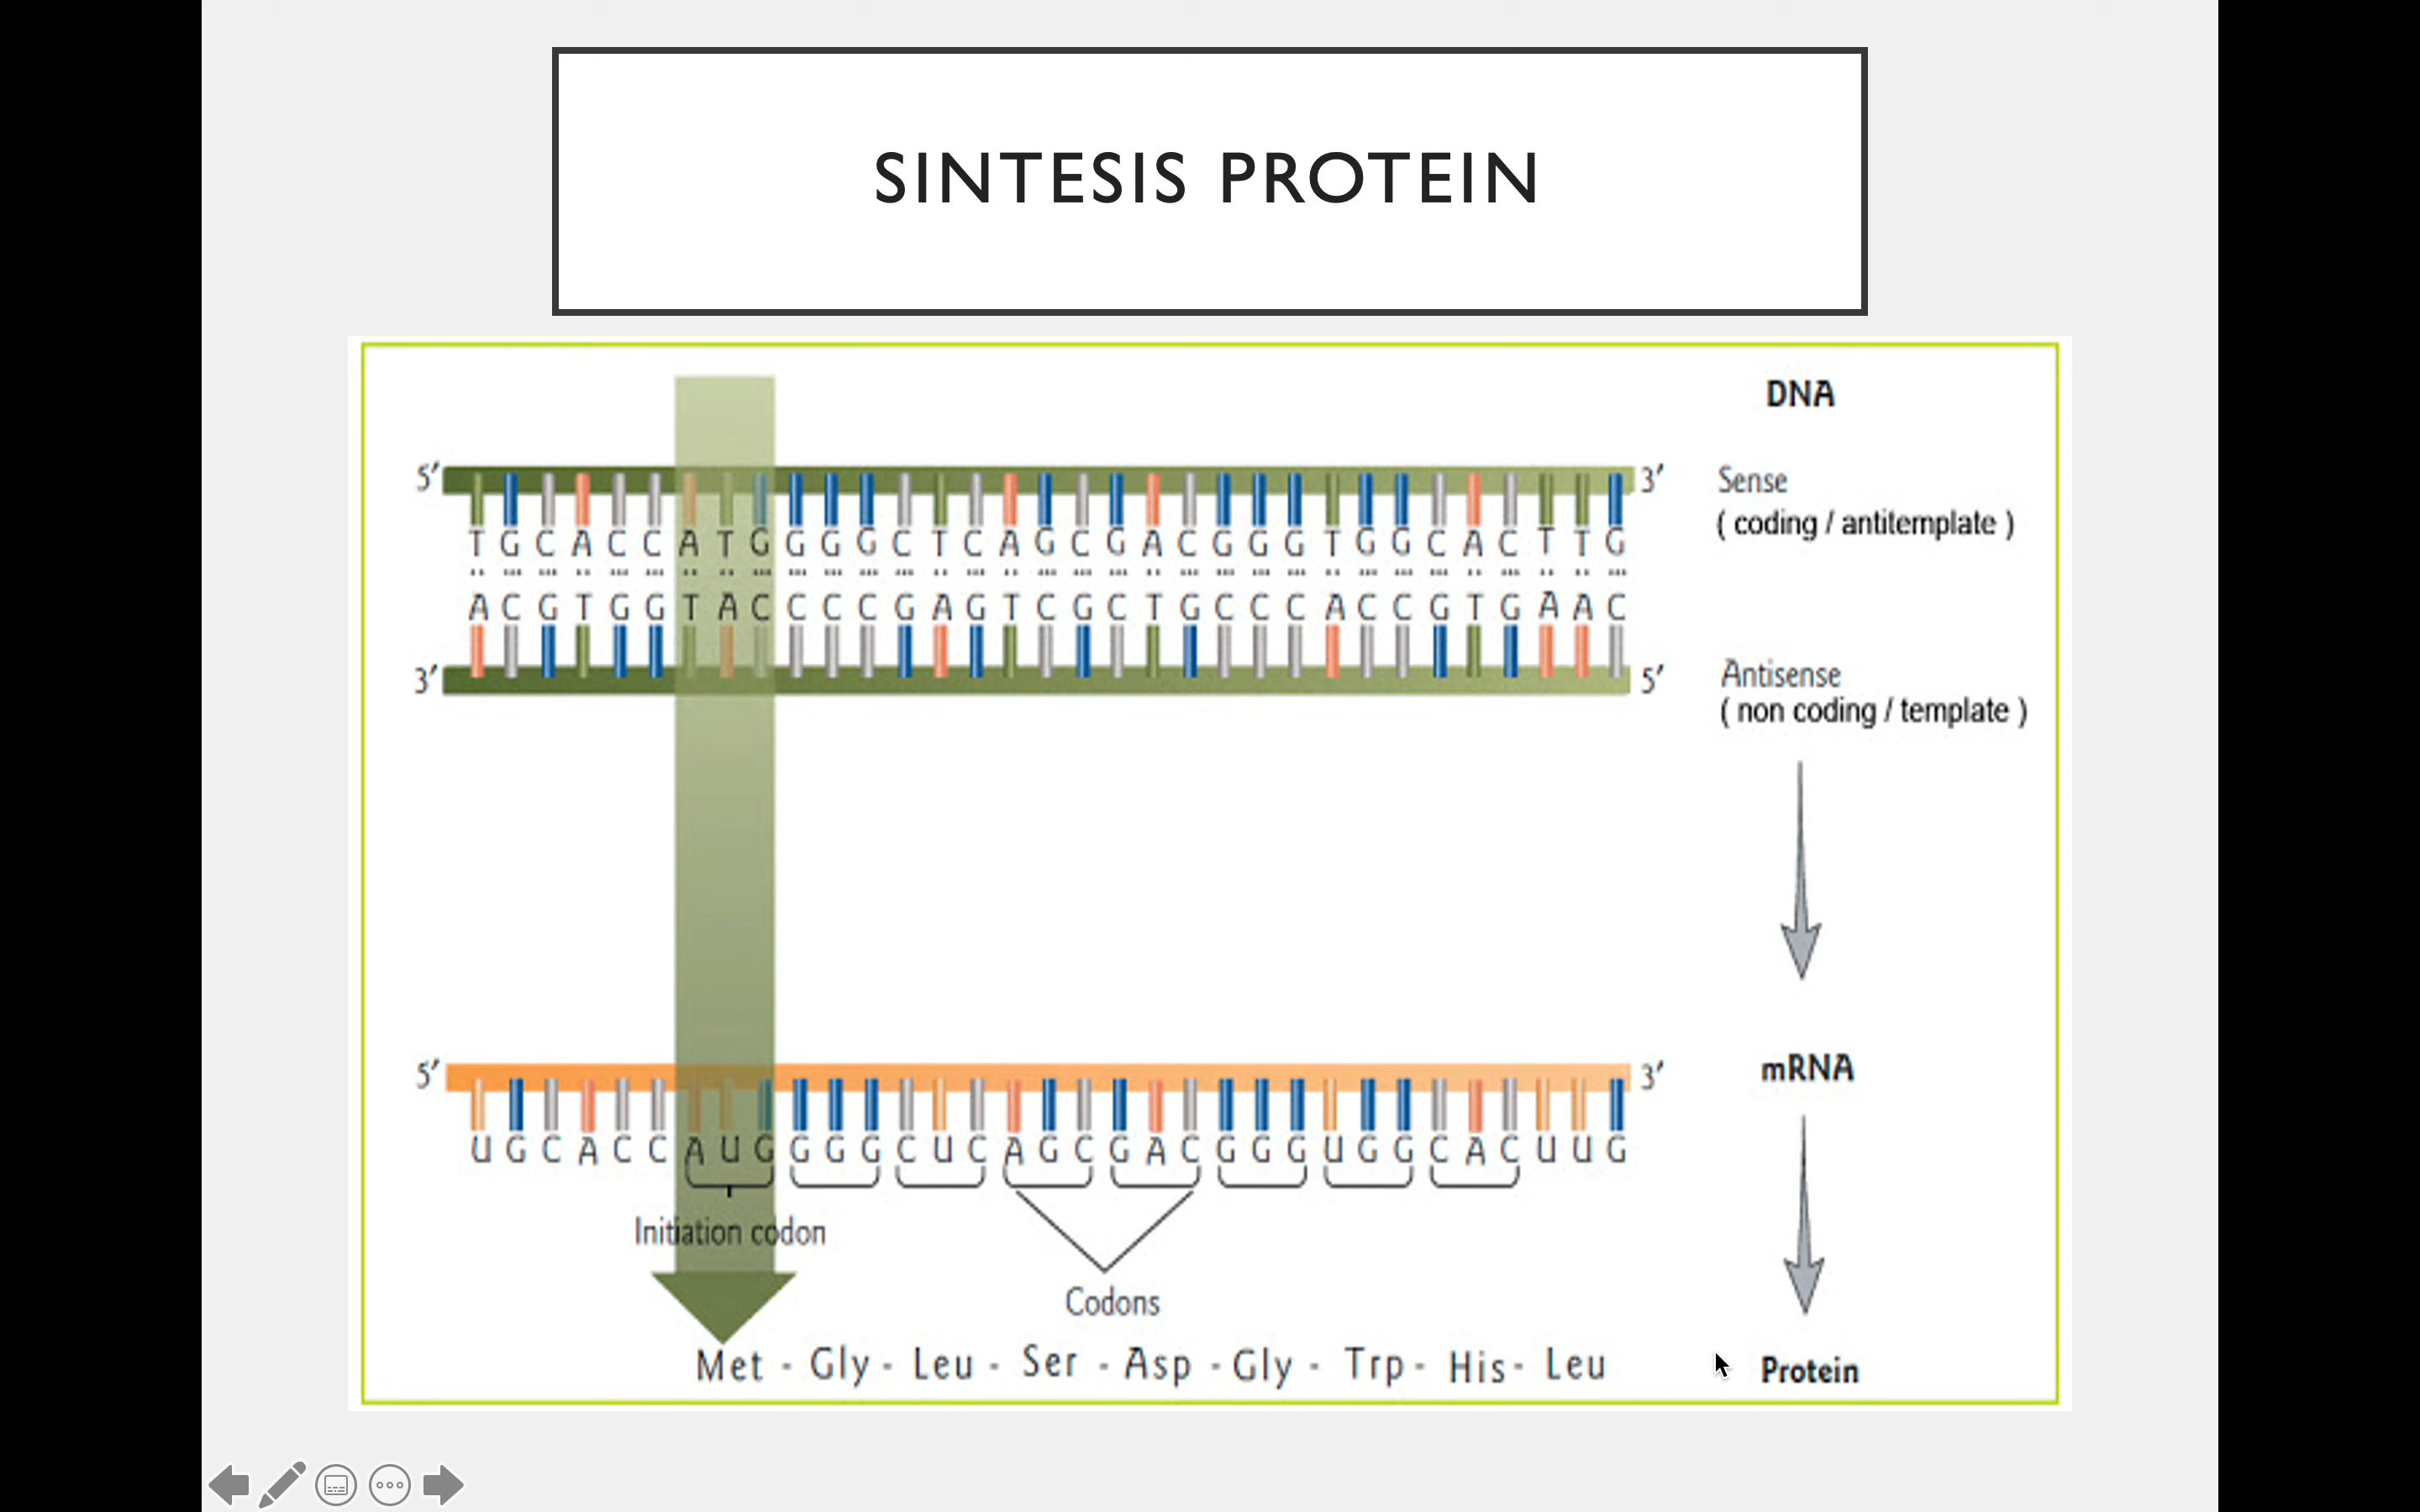 SINTESIS PROTEIN
DNA
5′ 3′ Sense
( coding / antitemplate )
T G C A C C A T G G G G C T C A G C G A C G G G T G G C A C T T G
A C G T G G T A C C C C G A G T C G C T G C C C A C C G T G A A C
3′ 5′ Antisense
( non coding / template )
5′ 3′ mRNA
U G C A C C A U G G G G C U C A G C G A C G G G U G G C A C U U G
Initiation codon
Codons
Met - Gly - Leu - Ser - Asp - Gly - Trp - His - Leu Protein